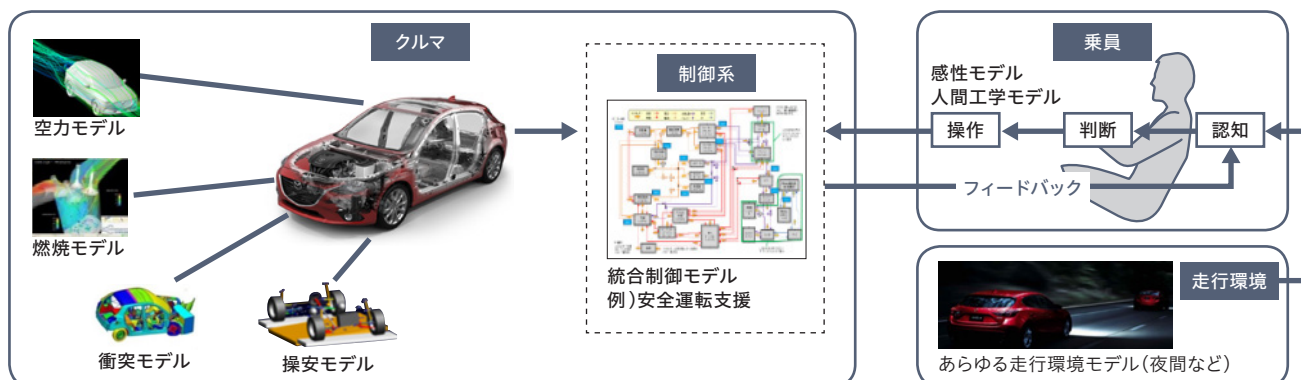 クルマ
空力モデル
燃焼モデル
衝突モデル
操安モデル
制御系
統合制御モデル
例）安全運転支援
乗員
感性モデル
人間工学モデル
操作
判断
認知
フィードバック
走行環境
あらゆる走行環境モデル（夜間など）